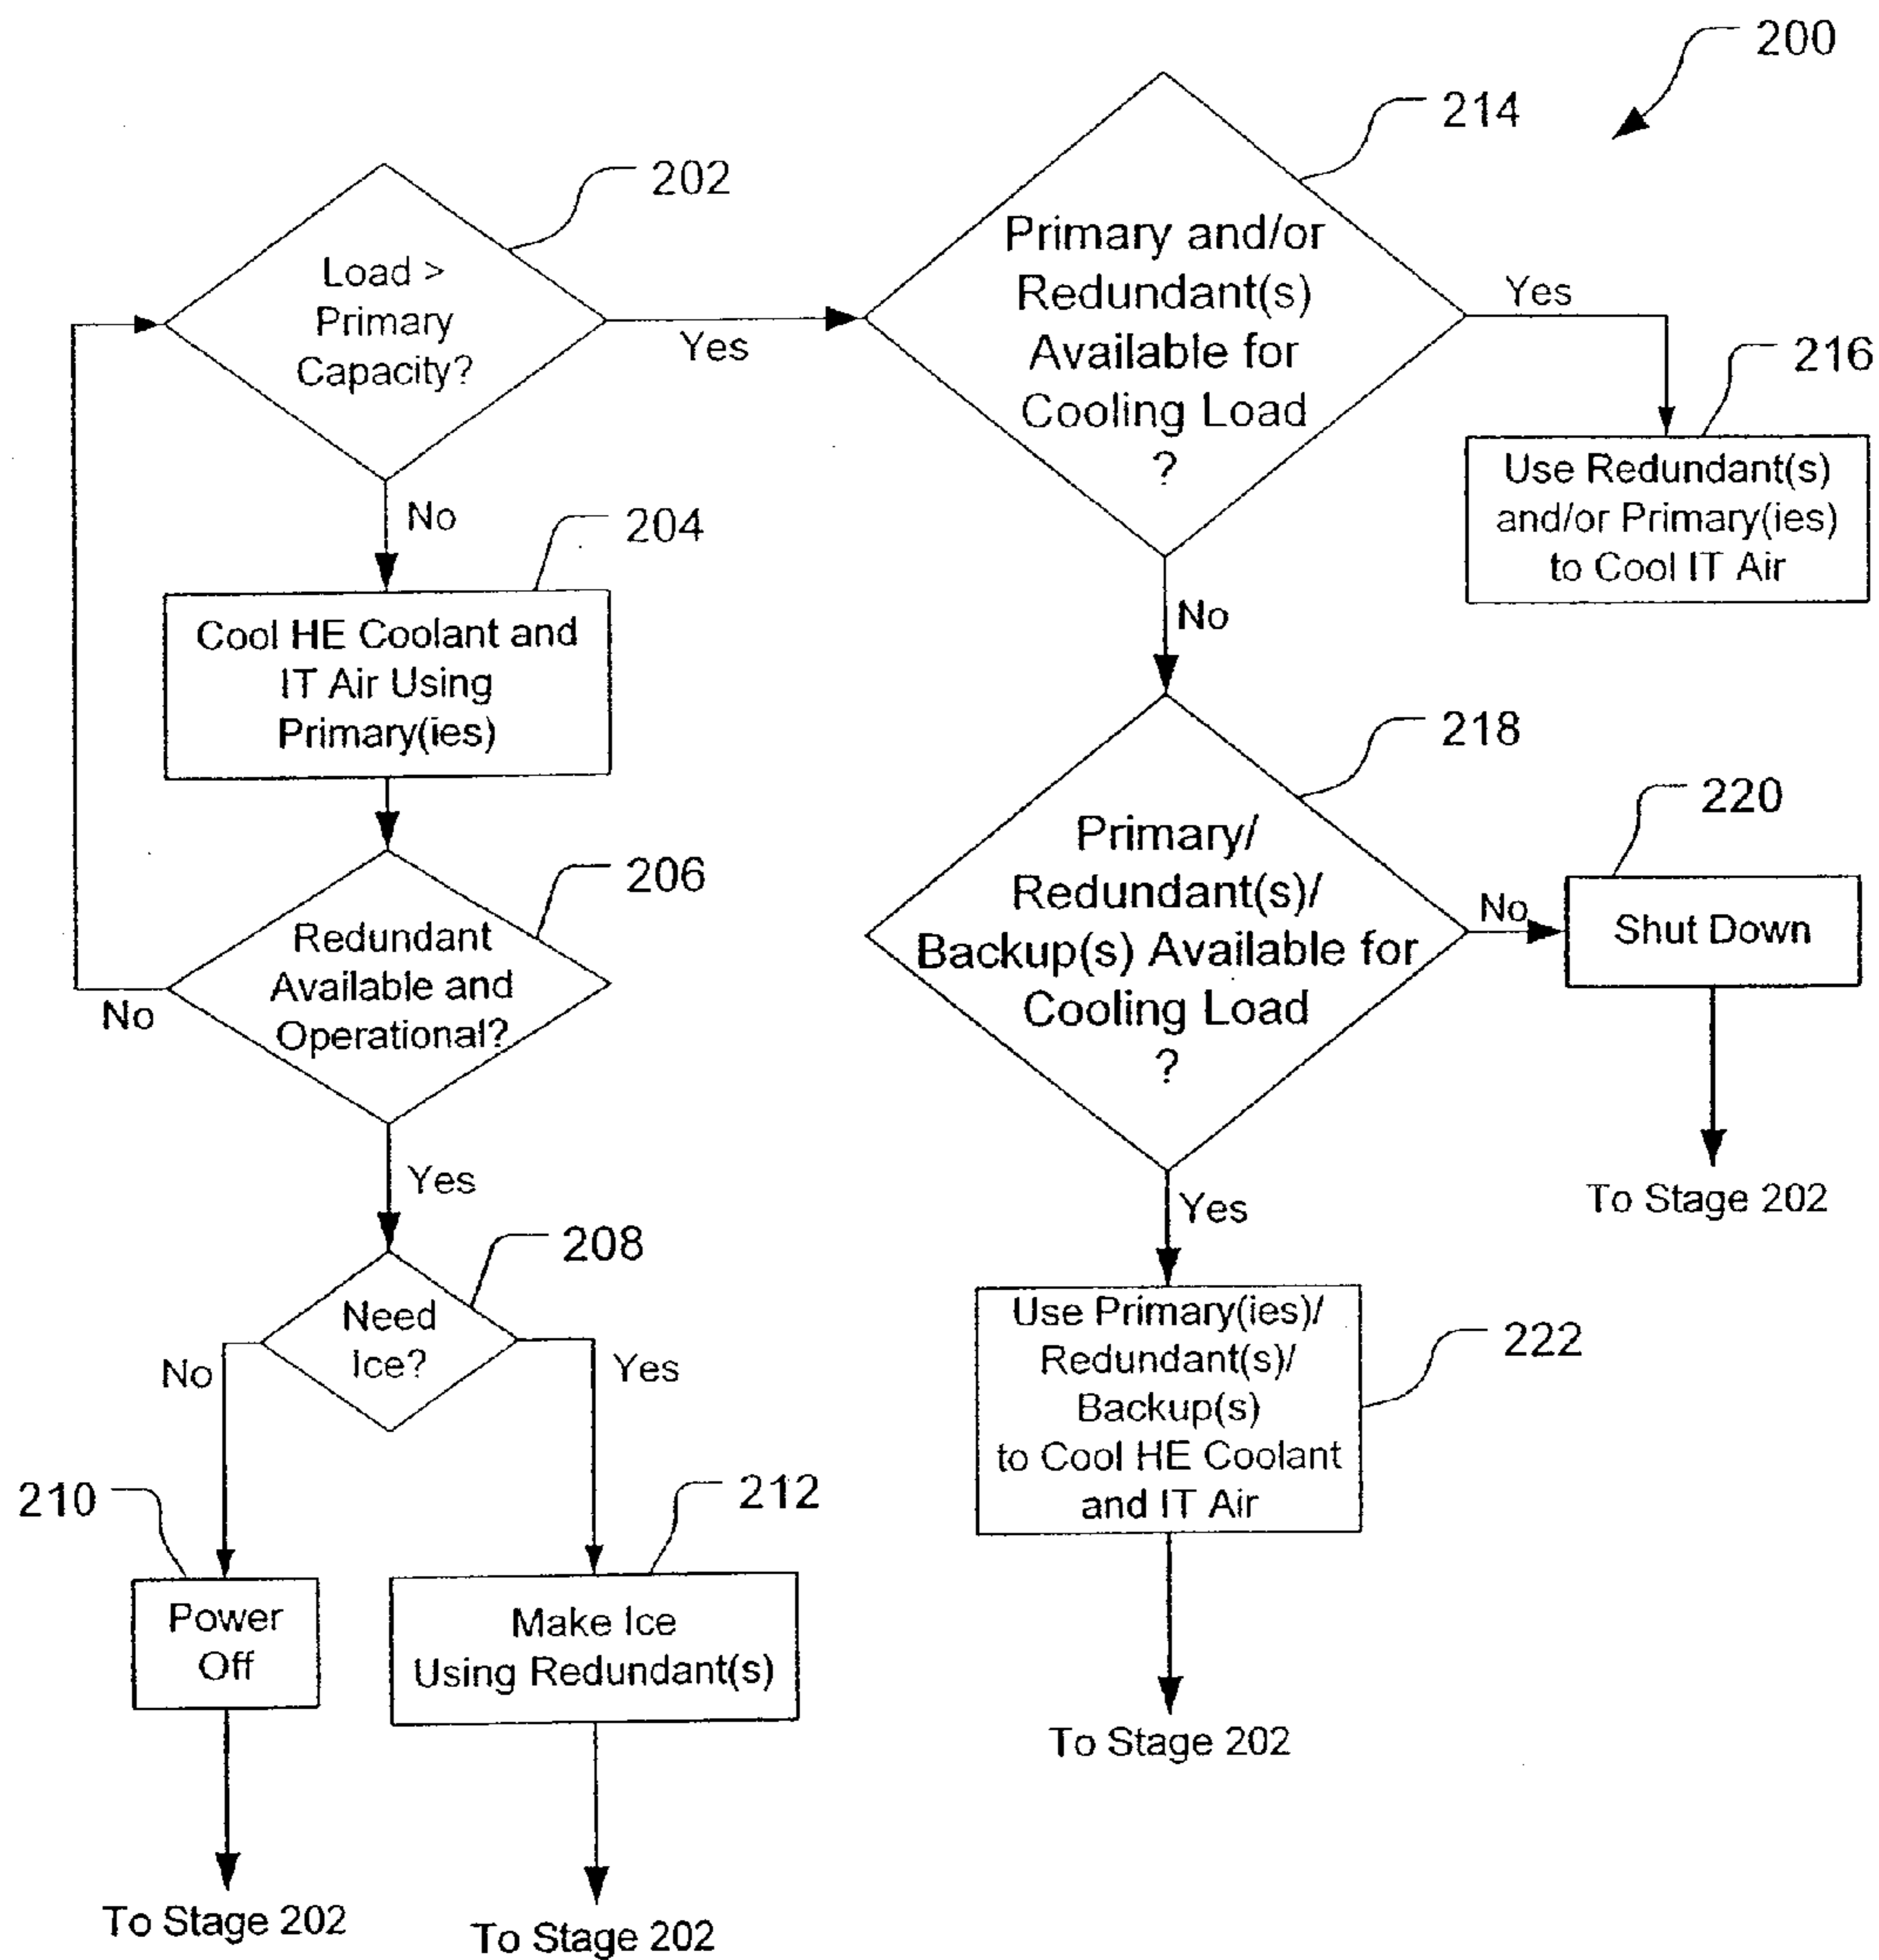 200
214
202
Load >
Primary
Capacity?
Yes
No
Primary and/or
Redundant(s)
Available for
Cooling Load
?
Yes
216
Use Redundant(s)
and/or Primary(ies)
to Cool IT Air
204
Cool HE Coolant and
IT Air Using
Primary(ies)
No
206
Redundant
Available and
Operational?
No
Yes
218
Primary/
Redundant(s)/
Backup(s) Available for
Cooling Load
?
No
220
Shut Down
To Stage 202
Yes
208
Need
Ice?
No
Yes
222
Use Primary(ies)/
Redundant(s)/
Backup(s)
to Cool HE Coolant
and IT Air
To Stage 202
210
Power
Off
To Stage 202
212
Make Ice
Using Redundant(s)
To Stage 202